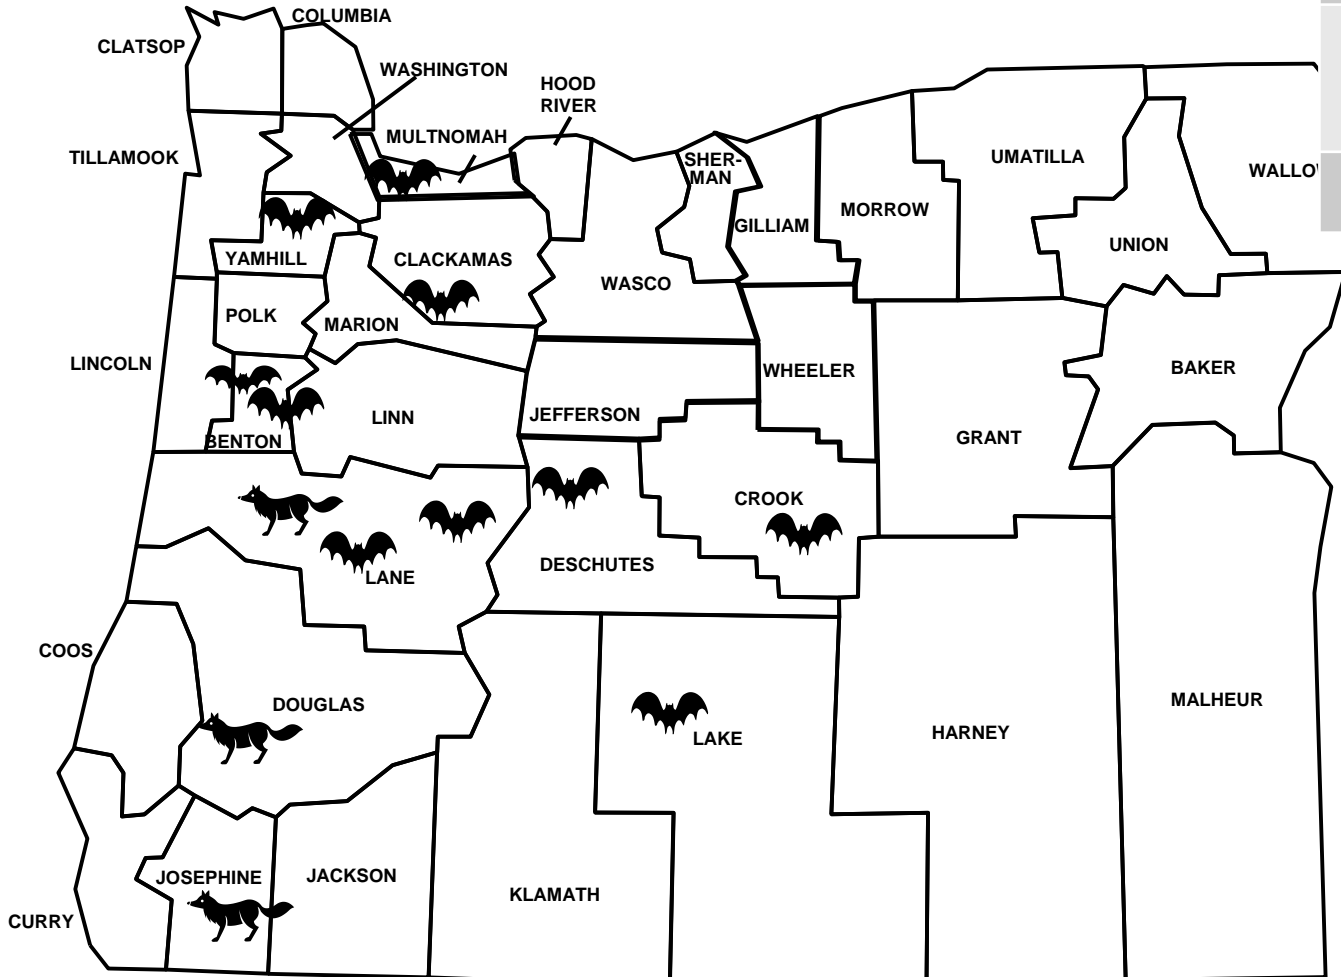 COLUMBIA
CLATSOP
WASHINGTON
HOOD
RIVER
MULTNOMAH
TILLAMOOK
SHER-
MAN
UMATILLA
WALLO
MORROW
GILLIAM
UNION
YAMHILL
CLACKAMAS
WASCO
POLK
MARION
LINCOLN
WHEELER
BAKER
JEFFERSON
LINN
GRANT
BENTON
CROOK
DESCHUTES
LANE
COOS
DOUGLAS
MALHEUR
LAKE
HARNEY
JOSEPHINE
JACKSON
KLAMATH
CURRY